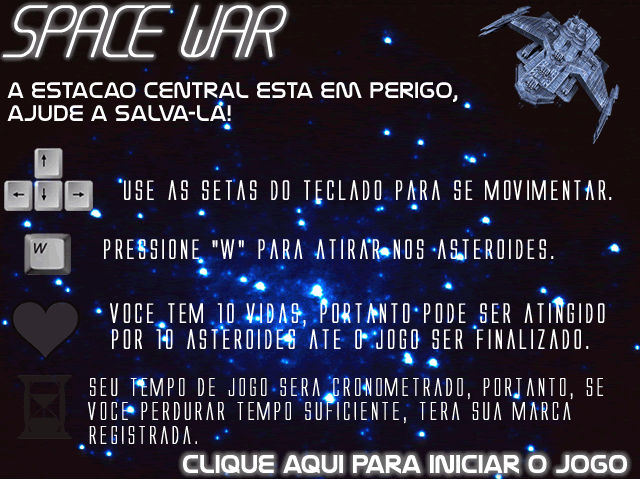 SPACE WAR
A ESTACAO CENTRAL ESTA EM PERIGO,
AJUDE A SALVA-LA!
USE AS SETAS DO TECLADO PARA SE MOVIMENTAR.
W
PRESSIONE "W" PARA ATIRAR NOS ASTEROIDES.
VOCE TEM 10 VIDAS, PORTANTO PODE SER ATINGIDO
POR 10 ASTEROIDES ATE O JOGO SER FINALIZADO.
SEU TEMPO DE JOGO SERA CRONOMETRADO, PORTANTO, SE
VOCE PERDURAR TEMPO SUFICIENTE, TERA SUA MARCA
REGISTRADA.
CLIQUE AQUI PARA INICIAR O JOGO